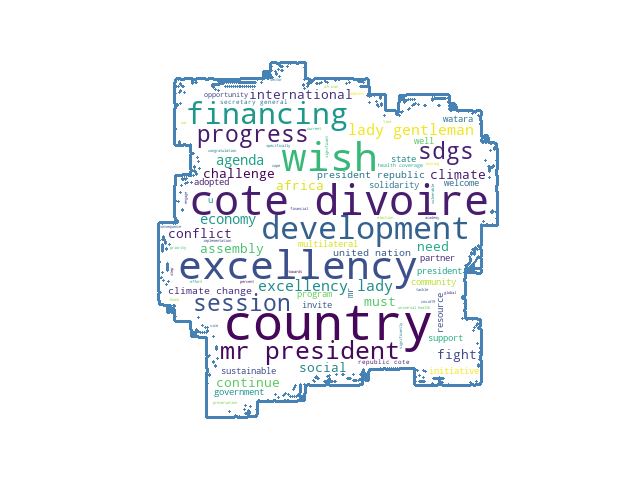 opportunity international
secretary general
financing watara
progress lady gentleman
wish well sdgs
agenda state
health coverage
challenge president republic climate
adopted africa solidarity welcome
u cote divoire
economy
development
conflict multilateral need
assembly united nation partner
excellency president
climate change excellency lady community
session program must resource
invite
country support
mr president fight
republic cote
sustainable social initiative
continue
government